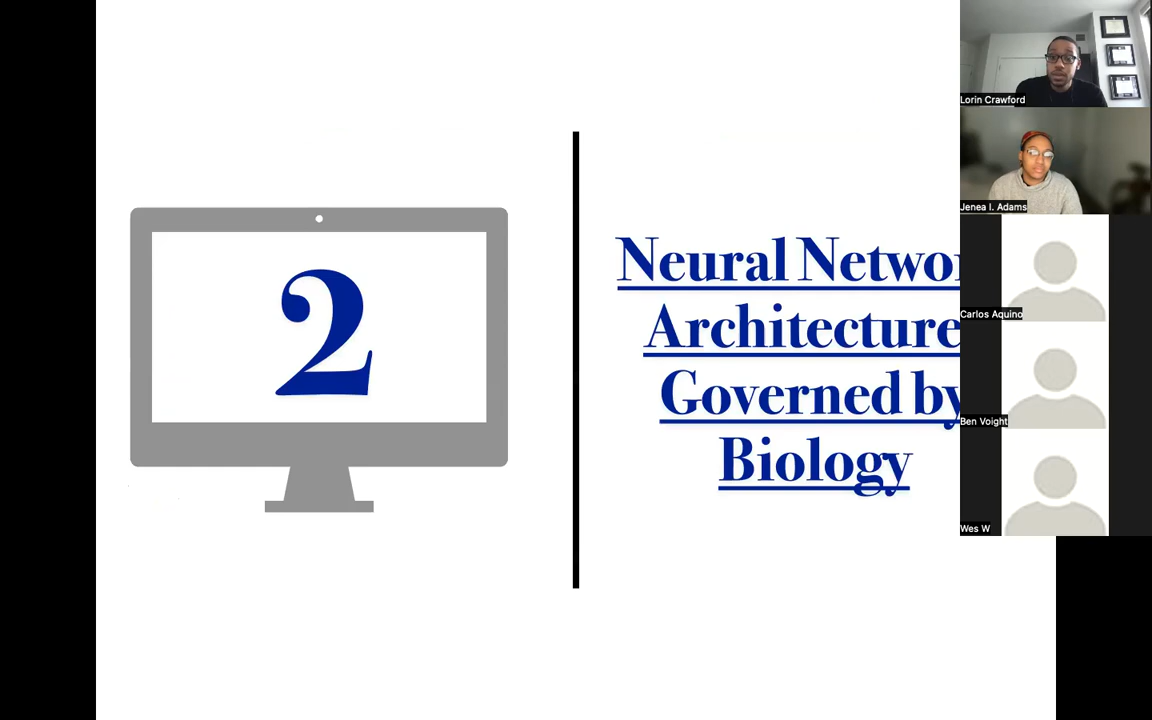 2
Neural Networ
Architecture
Governed by
Biology
Lorin Crawford
Jenea I. Adams
Carlos Aquino
Ben Voight
Wes W